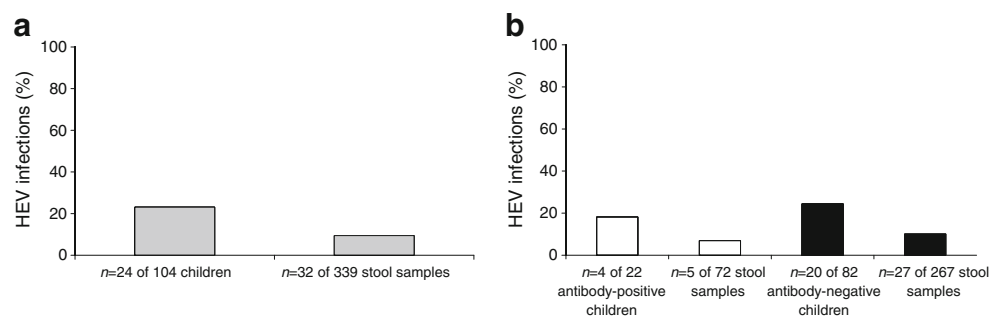 a
100
80
60
40
20
0
HEV infections (%)
n=24 of 104 children
n=32 of 339 stool samples
b
100
80
60
40
20
0
HEV infections (%)
n=4 of 22
antibody-positive
children
n=5 of 72 stool
samples
n=20 of 82
antibody-negative
children
n=27 of 267 stool
samples